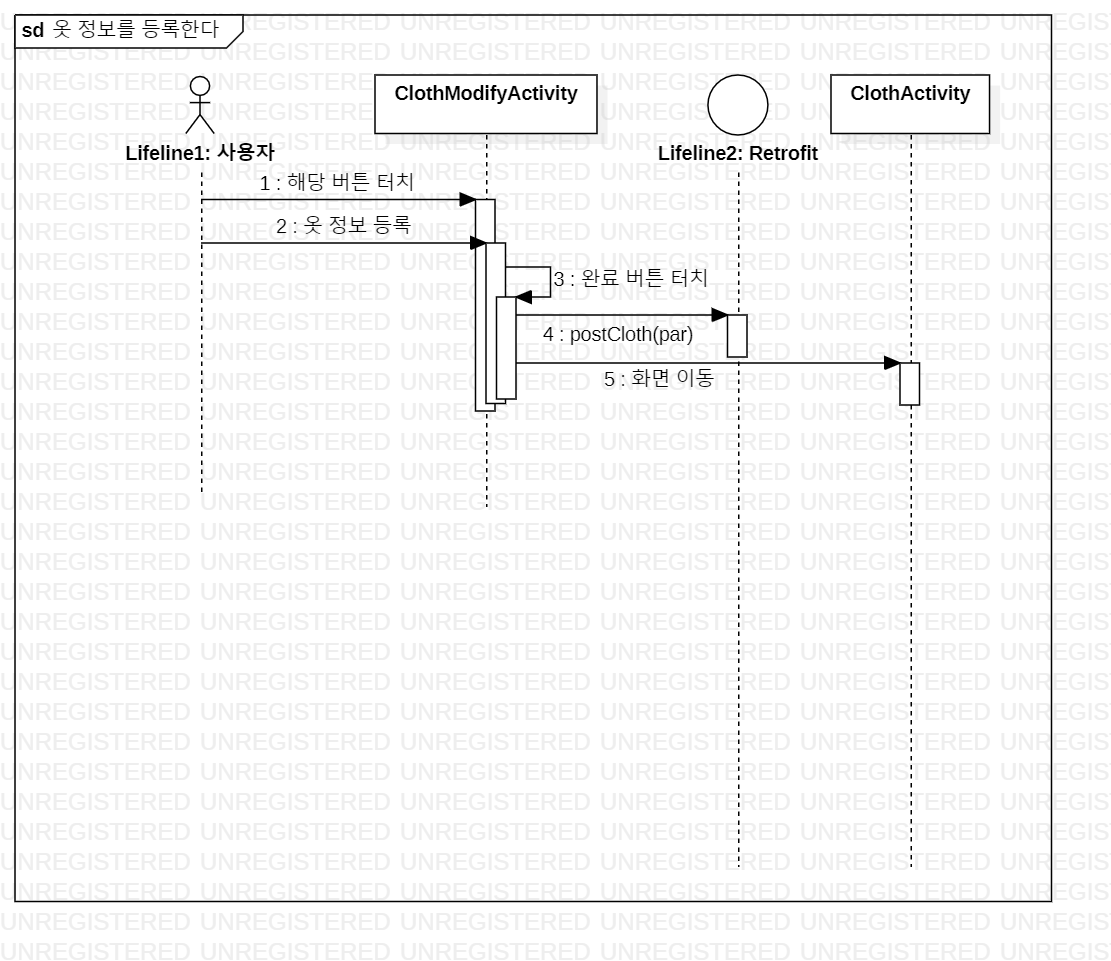 sd 옷 정보를 등록한다
ClothModifyActivity
ClothActivity
Lifeline1: 사용자
Lifeline2: Retrofit
1 : 해당 버튼 터치
2 : 옷 정보 등록
3 : 완료 버튼 터치
4 : postCloth(par)
5 : 화면 이동
UNREGISTERED